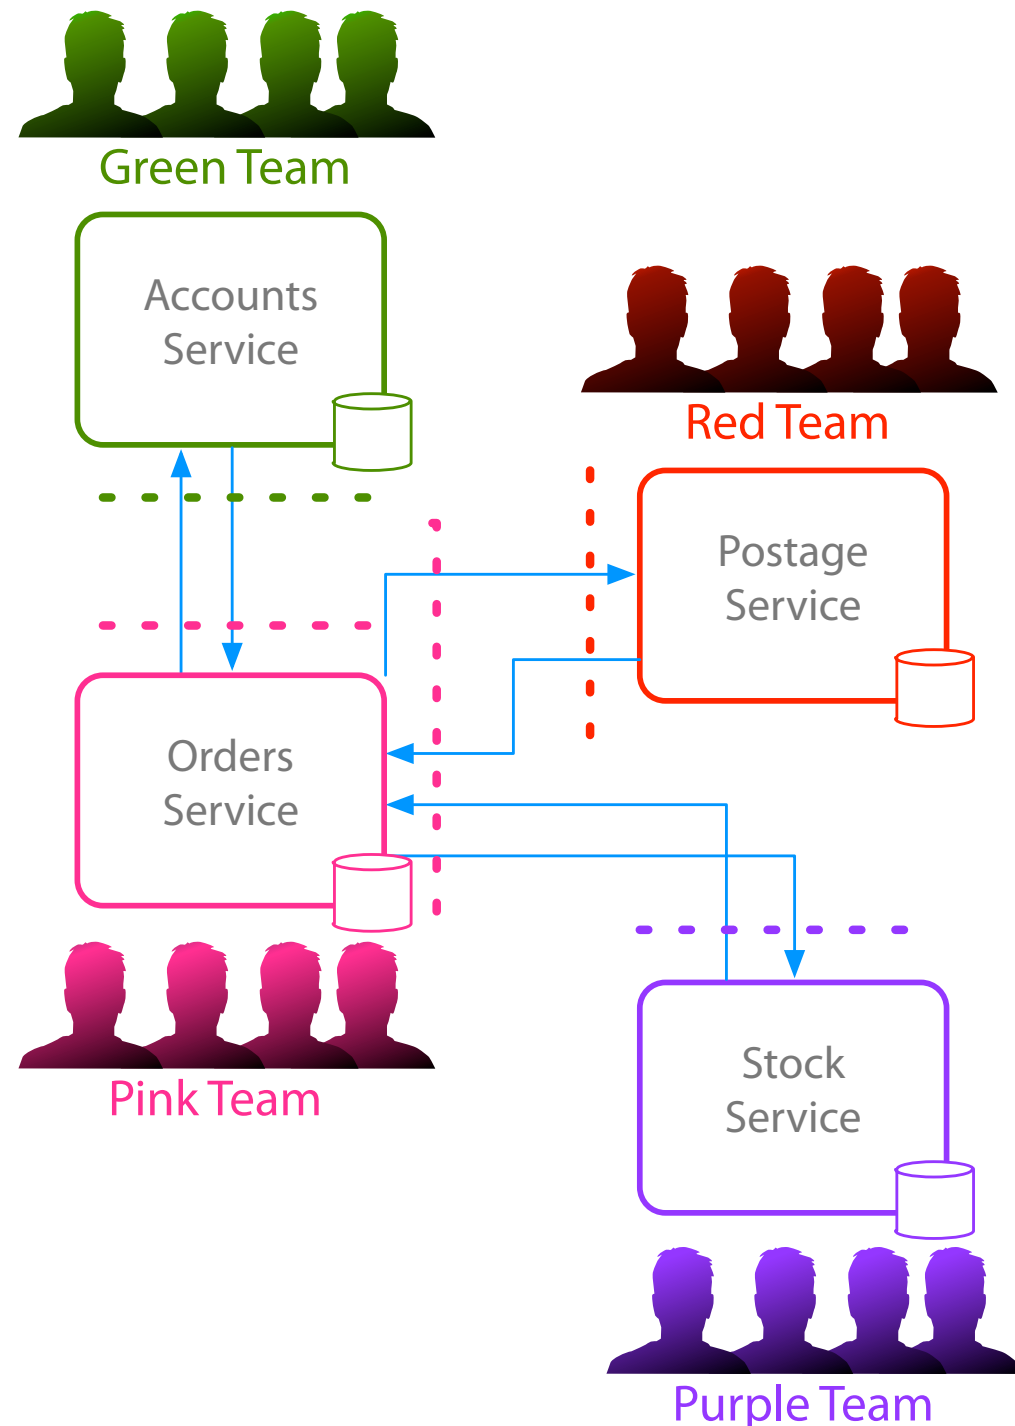 Green Team
Accounts
Service
Red Team
Postage
Service
Orders
Service
Pink Team
Stock
Service
Purple Team